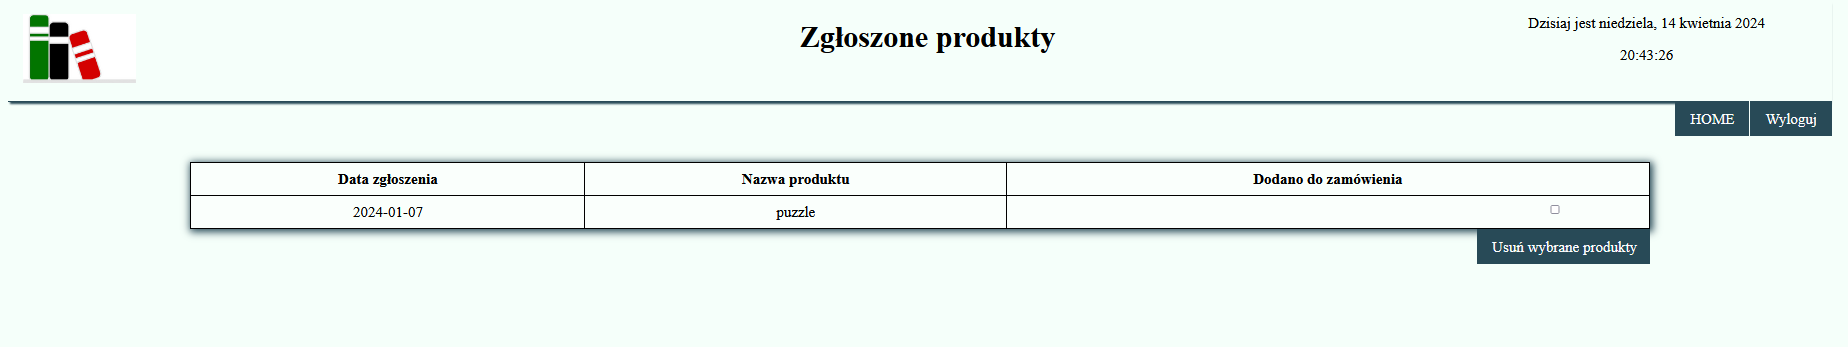 Zgłoszone produkty
Dzisiaj jest niedziela, 14 kwietnia 2024
20:43:26
HOME Wyloguj
Data zgłoszenia Nazwa produktu Dodano do zamówienia
2024-01-07 puzzle
Usuń wybrane produkty